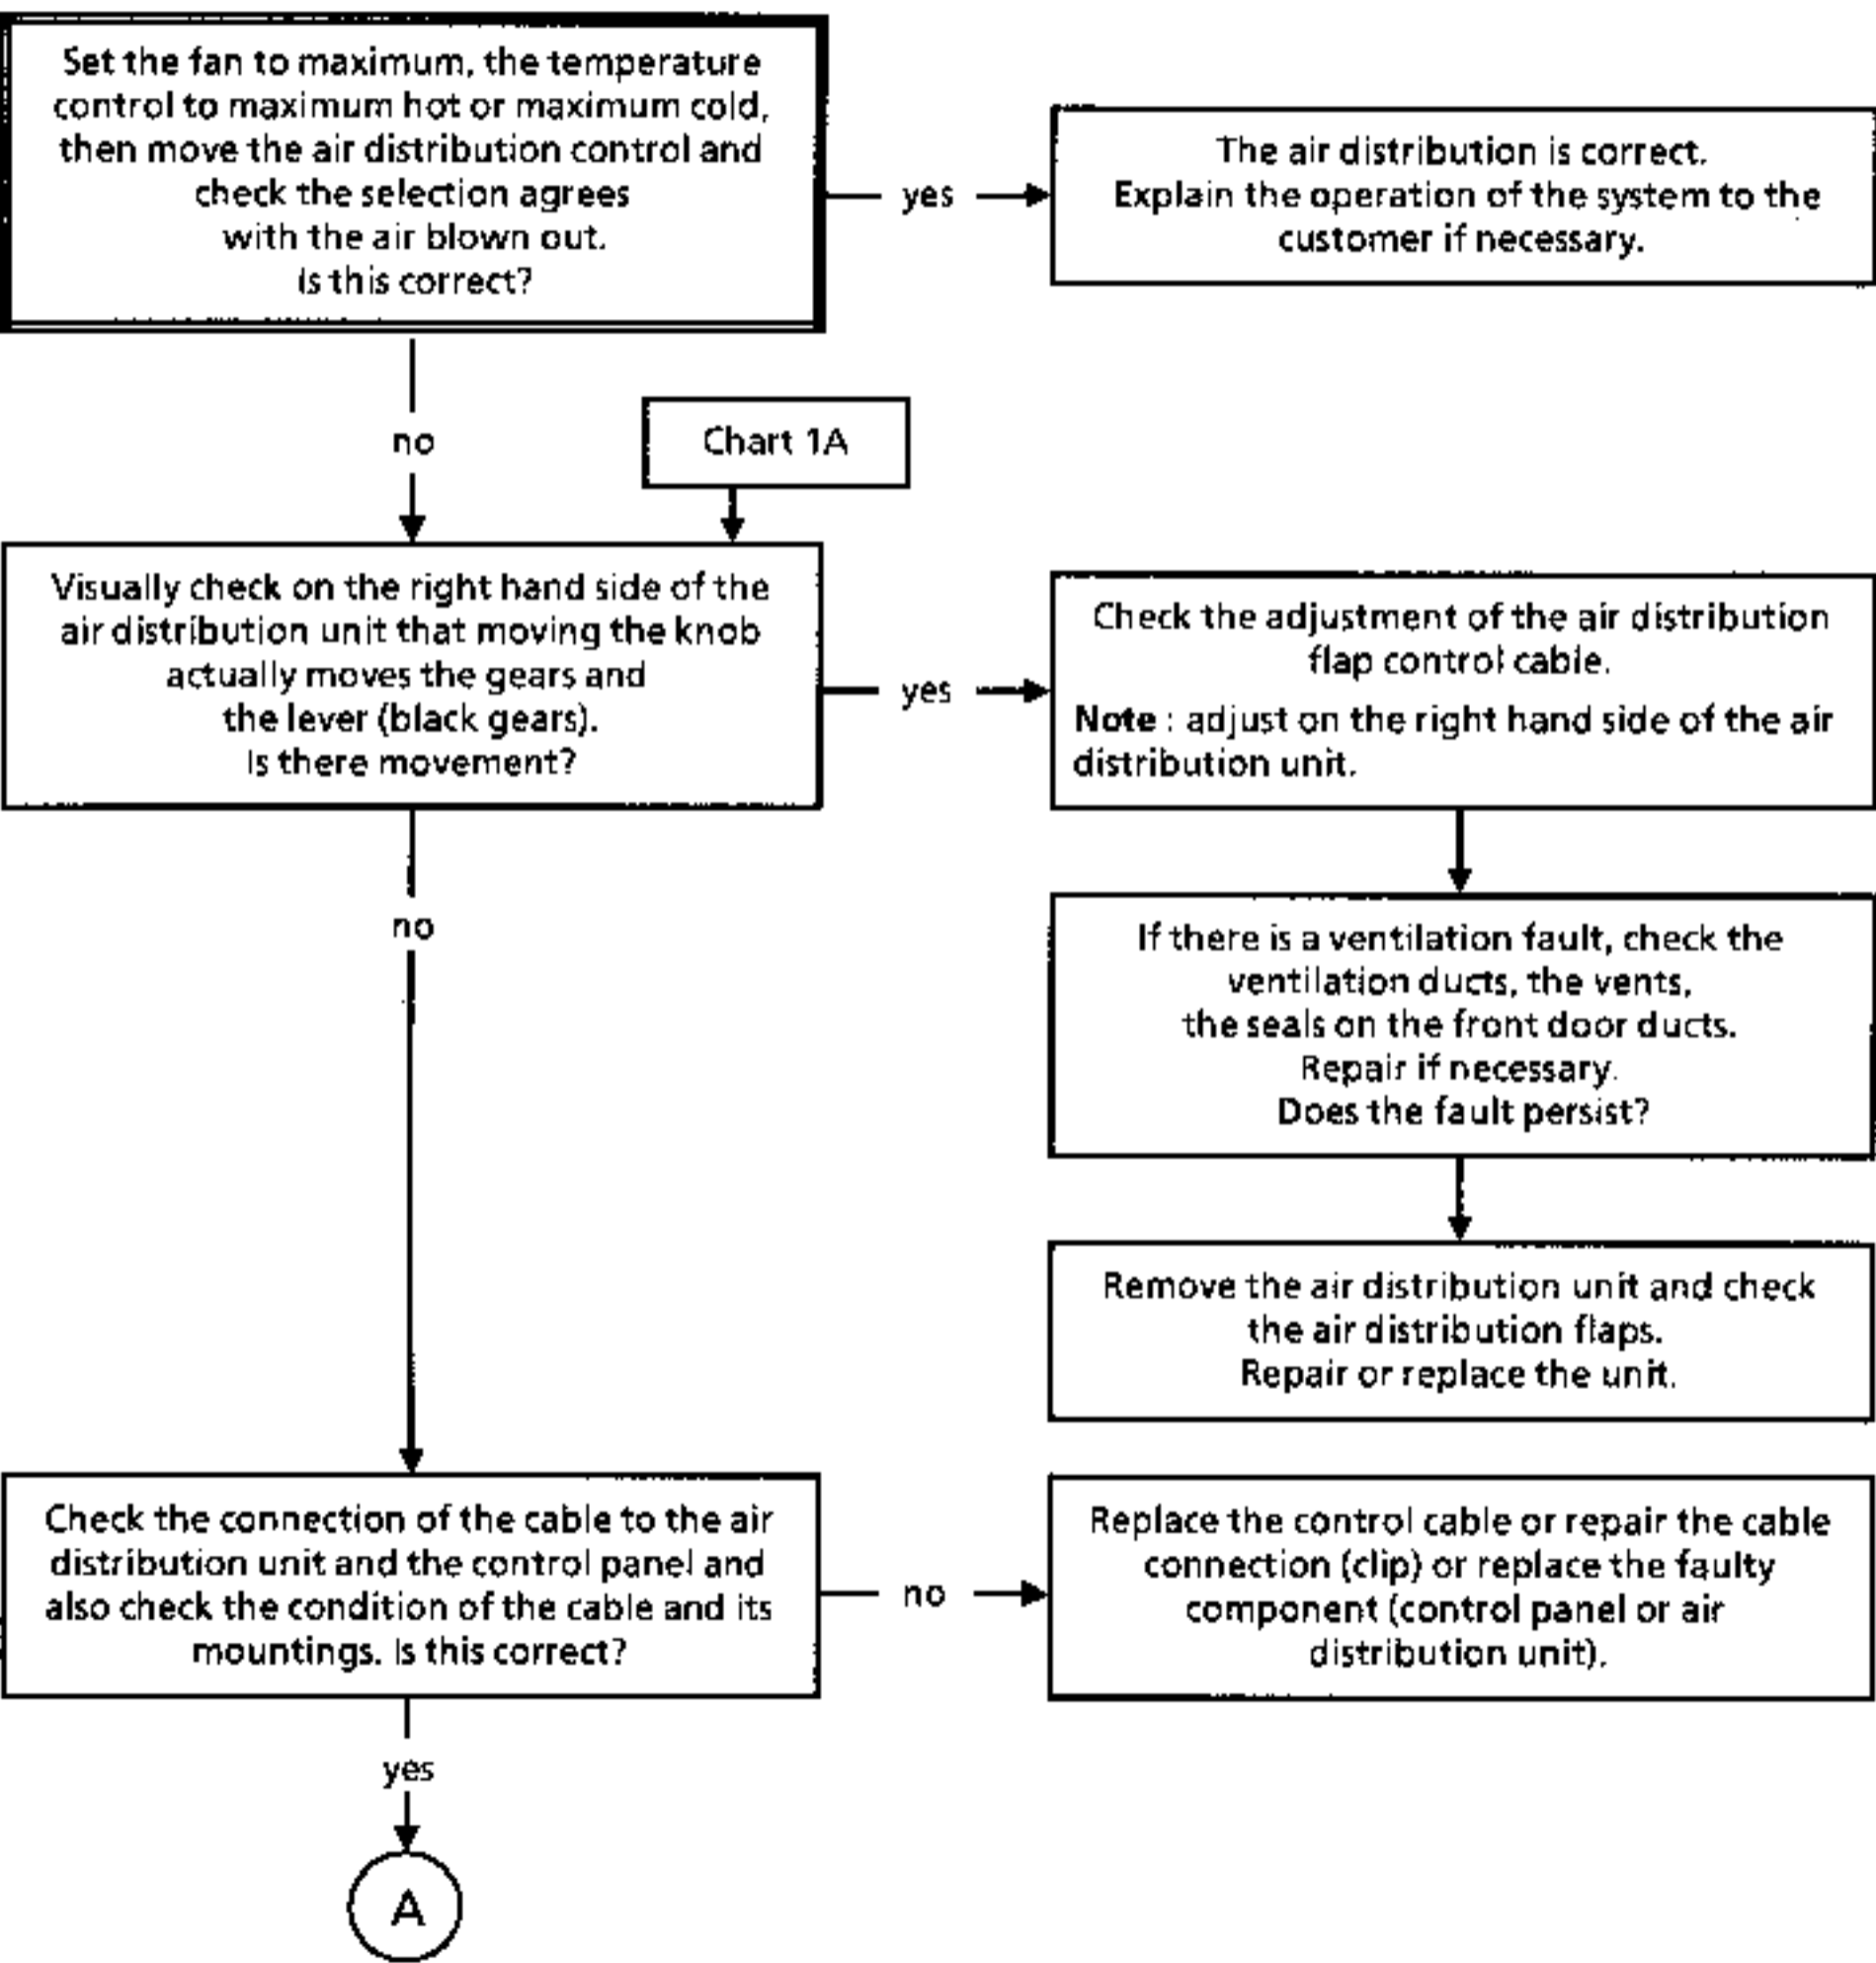 Set the fan to maximum, the temperature
control to maximum hot or maximum cold,
then move the air distribution control and
check the selection agrees
with the air blown out.
Is this correct?
yes
The air distribution is correct.
Explain the operation of the system to the
customer if necessary.
no
Chart 1A
Visually check on the right hand side of the
air distribution unit that moving the knob
actually moves the gears and
the lever (black gears).
Is there movement?
yes
Check the adjustment of the air distribution
flap control cable.
Note : adjust on the right hand side of the air
distribution unit.
no
If there is a ventilation fault, check the
ventilation ducts, the vents,
the seals on the front door ducts.
Repair if necessary.
Does the fault persist?
Remove the air distribution unit and check
the air distribution flaps.
Repair or replace the unit.
Check the connection of the cable to the air
distribution unit and the control panel and
also check the condition of the cable and its
mountings. Is this correct?
no
Replace the control cable or repair the cable
connection (clip) or replace the faulty
component (control panel or air
distribution unit).
yes
A